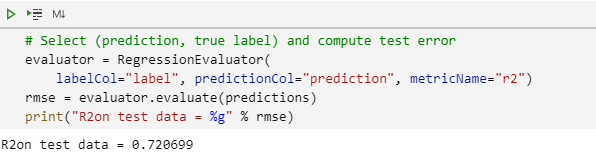 M↓
# Select (prediction, true label) and compute test error
evaluator = RegressionEvaluator(
    labelCol="label", predictionCol="prediction", metricName="r2")
rmse = evaluator.evaluate(predictions)
print("R2on test data = %g" % rmse)
R2on test data = 0.720699